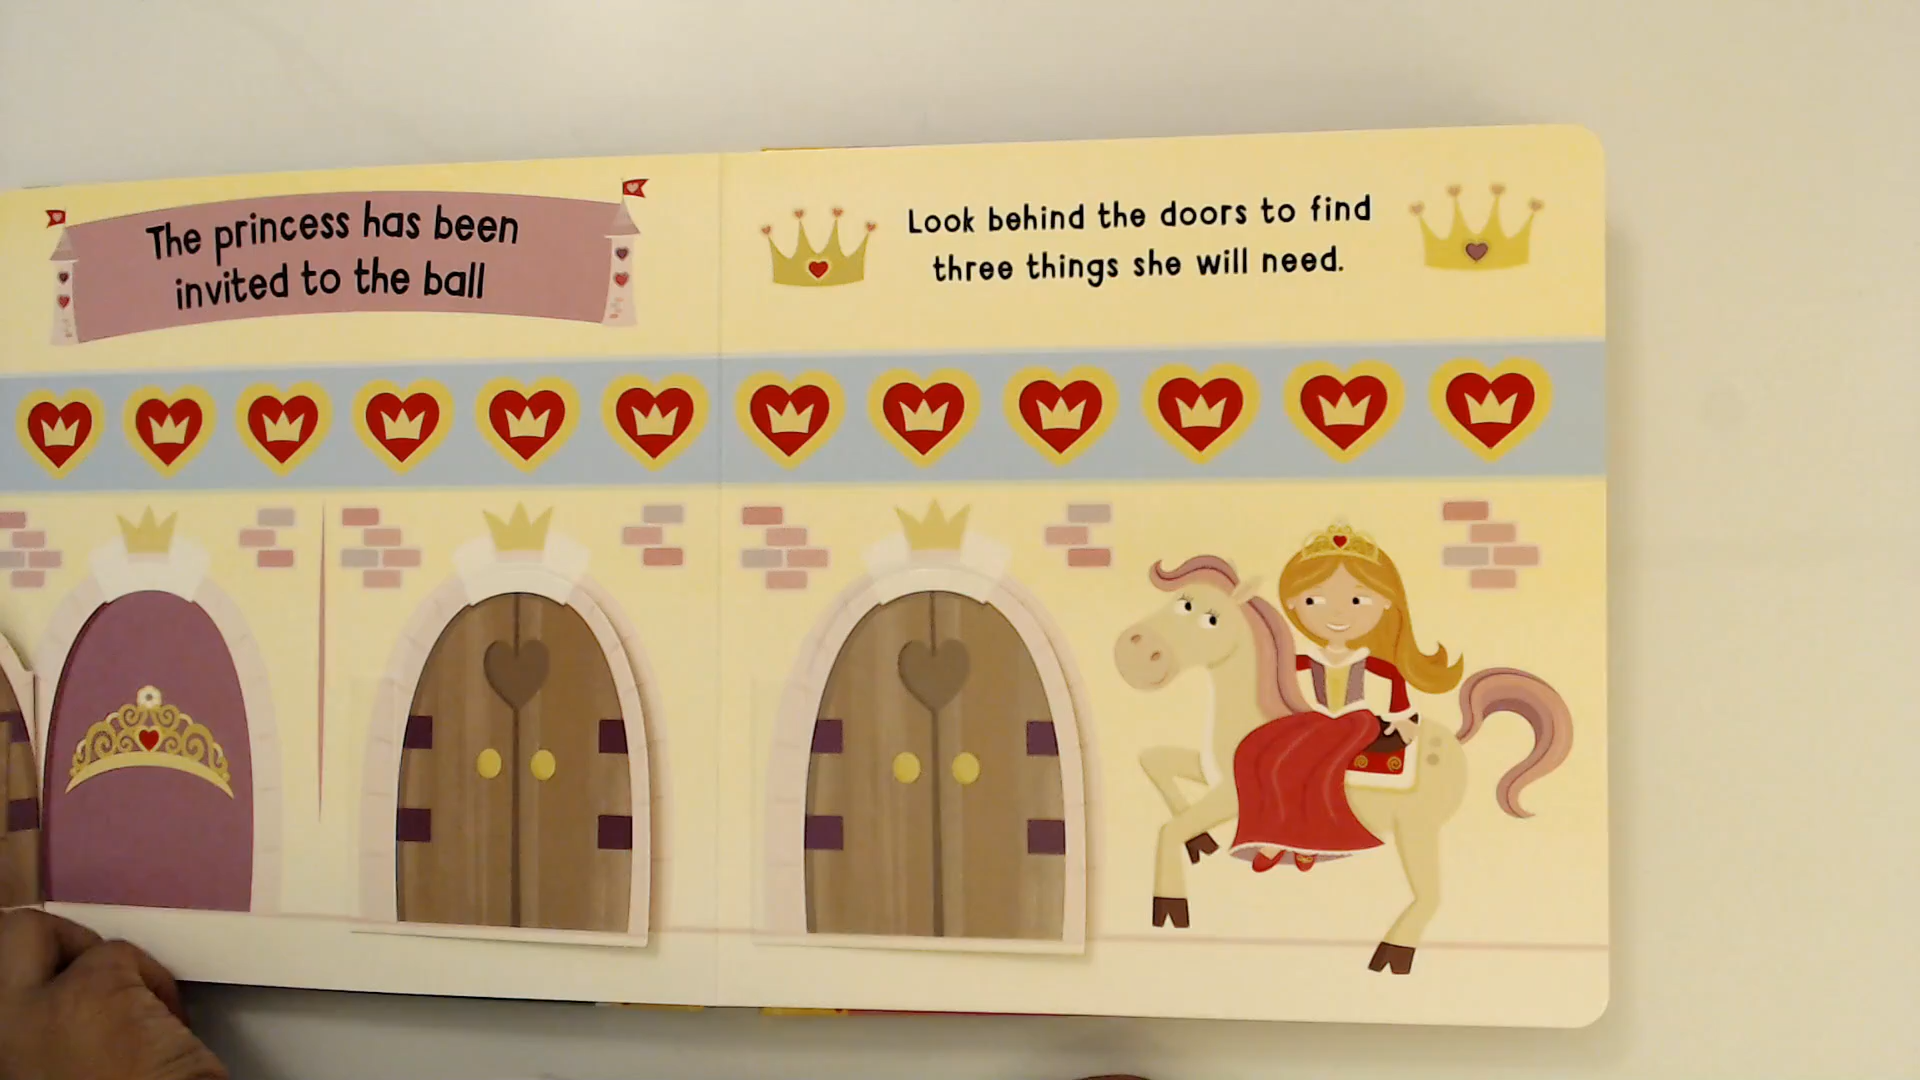 The princess has been
invited to the ball
Look behind the doors to find
three things she will need.